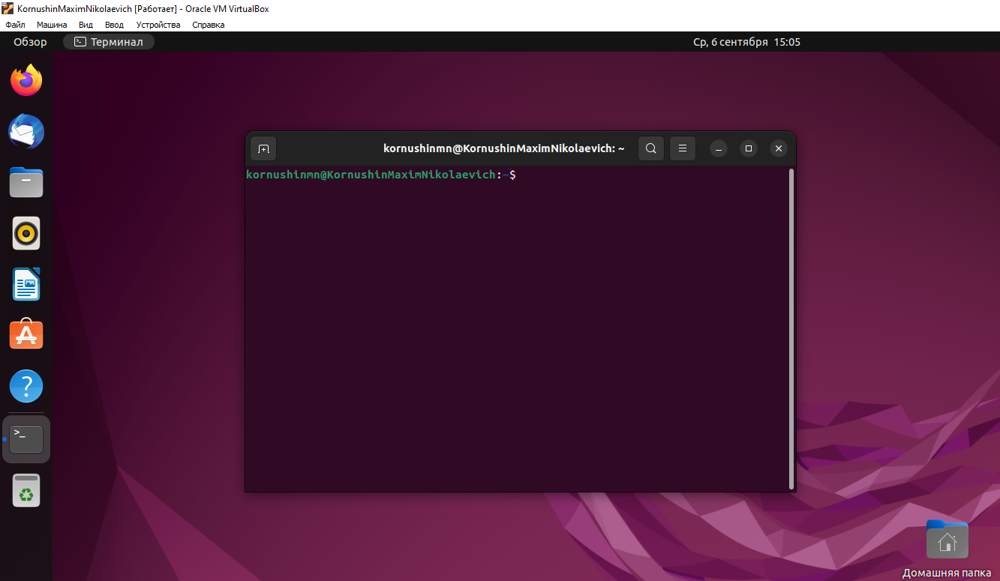 KornushinMaximNikolaevich [Работает] - Oracle VM VirtualBox
Файл Машина Вид Ввод Устройства Справка
Обзор Терминал Ср, 6 сентября 15:05
kornushinmn@KornushinMaximNikolaevich: ~
kornushinmn@KornushinMaximNikolaevich:~$
Домашняя папка